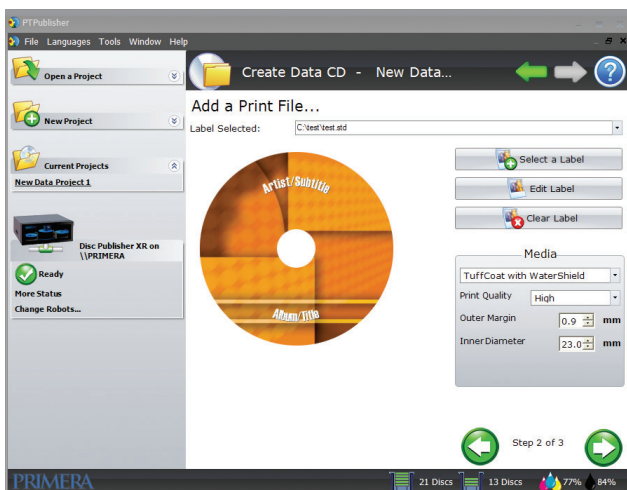 PTPublisher
File Languages Tools Window Help
Open a Project
New Project
Current Projects
New Data Project 1
Disc Publisher XR on
\\PRIMERA
Ready
More Status
Change Robots...
Create Data CD - New Data...
?
Add a Print File...
Label Selected: C:\test\test.std
Artist/Subtitle
Album/Title
Select a Label
Edit Label
Clear Label
Media
TuffCoat with WaterShield
Print Quality High
Outer Margin 0.9 mm
InnerDiameter 23.0 mm
Step 2 of 3
PRIMERA 21 Discs 13 Discs 77% 84%